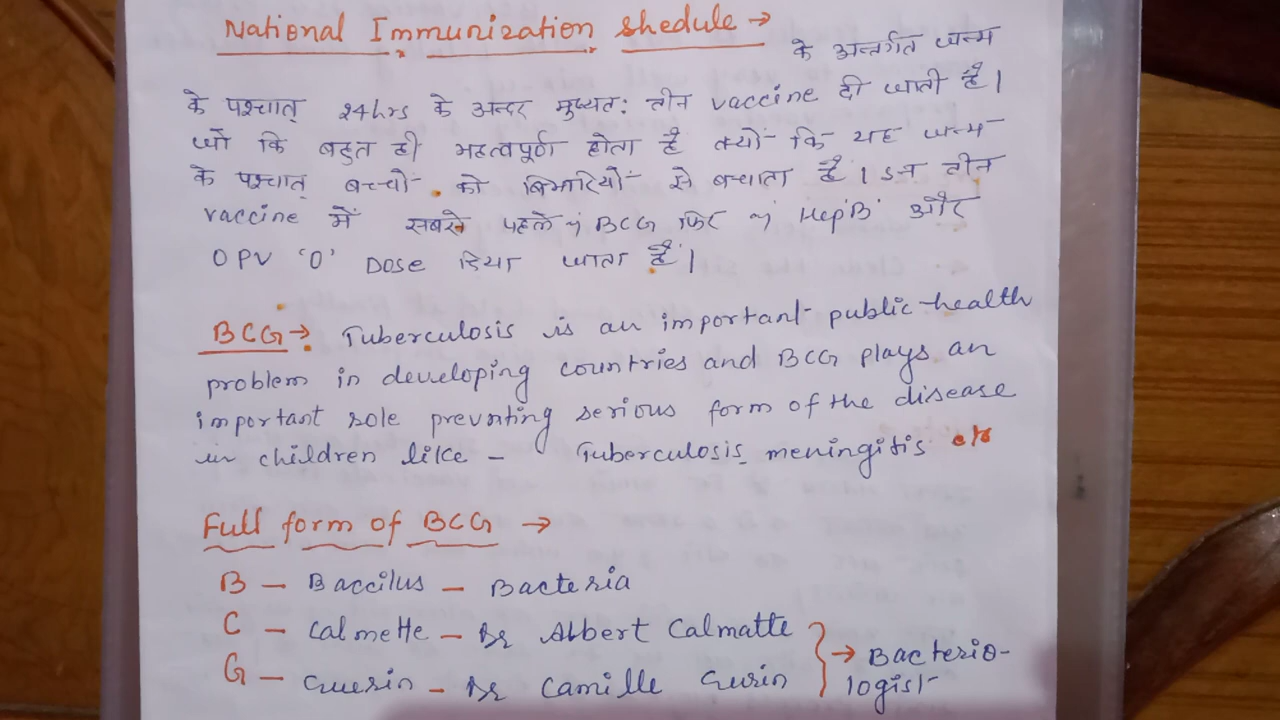 National Immunization shedule →
के अन्तर्गत जन्म
के पश्चात् 24hrs के अन्दर मुख्यतः तीन vaccine दी जाती है।
जो कि बहुत ही महत्वपूर्ण होता है क्यों कि यह जन्म
के पश्चात् बच्चों को बिमारियों से बचाता है। इन तीन
vaccine में सबसे पहले BCG फिर HepB और
OPV '0' Dose दिया जाता है।
BCG → Tuberculosis is an important public health
problem in developing countries and BCG plays an
important role prevnting serious form of the disease
in children like - Tuberculosis meningitis etc
Full form of BCG →
B - Baccilus - Bacteria
C - Calmette - Dr Albert Calmatte
G - Guerin - Dr Camille Gurin } → Bacterio-
logist